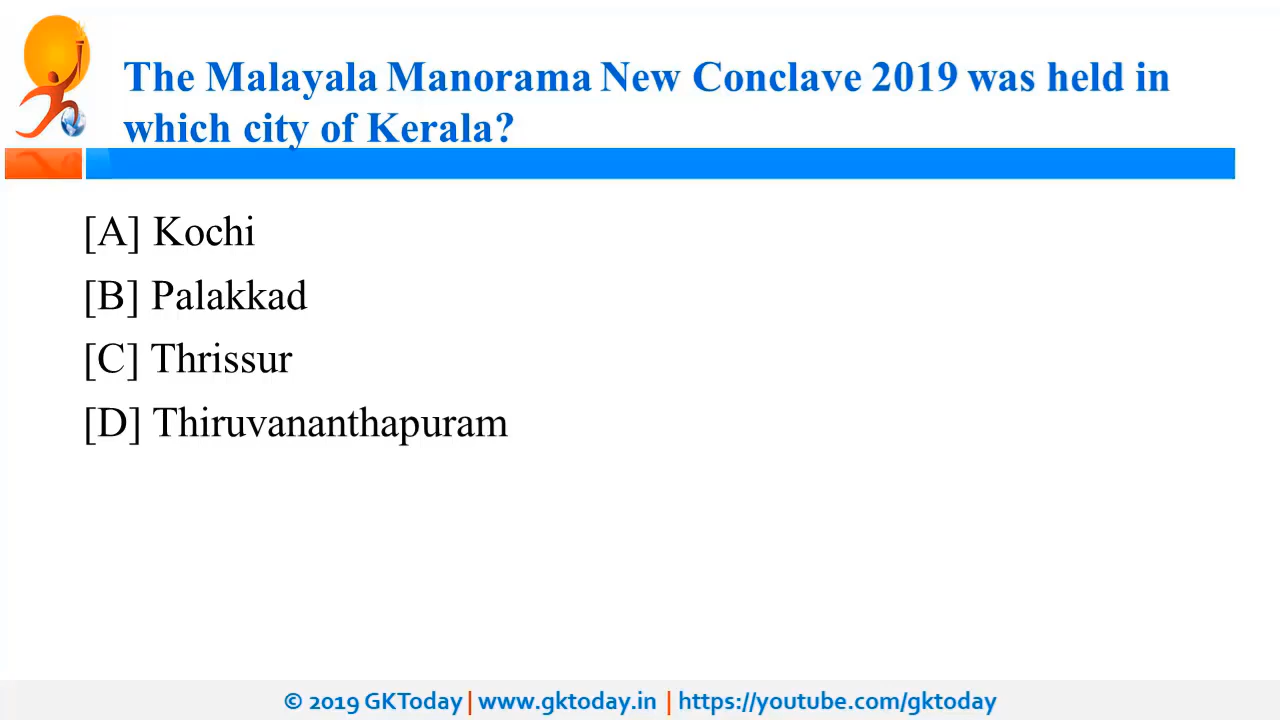 The Malayala Manorama New Conclave 2019 was held in
which city of Kerala?
[A] Kochi
[B] Palakkad
[C] Thrissur
[D] Thiruvananthapuram
© 2019 GKToday | www.gktoday.in | https://youtube.com/gktoday